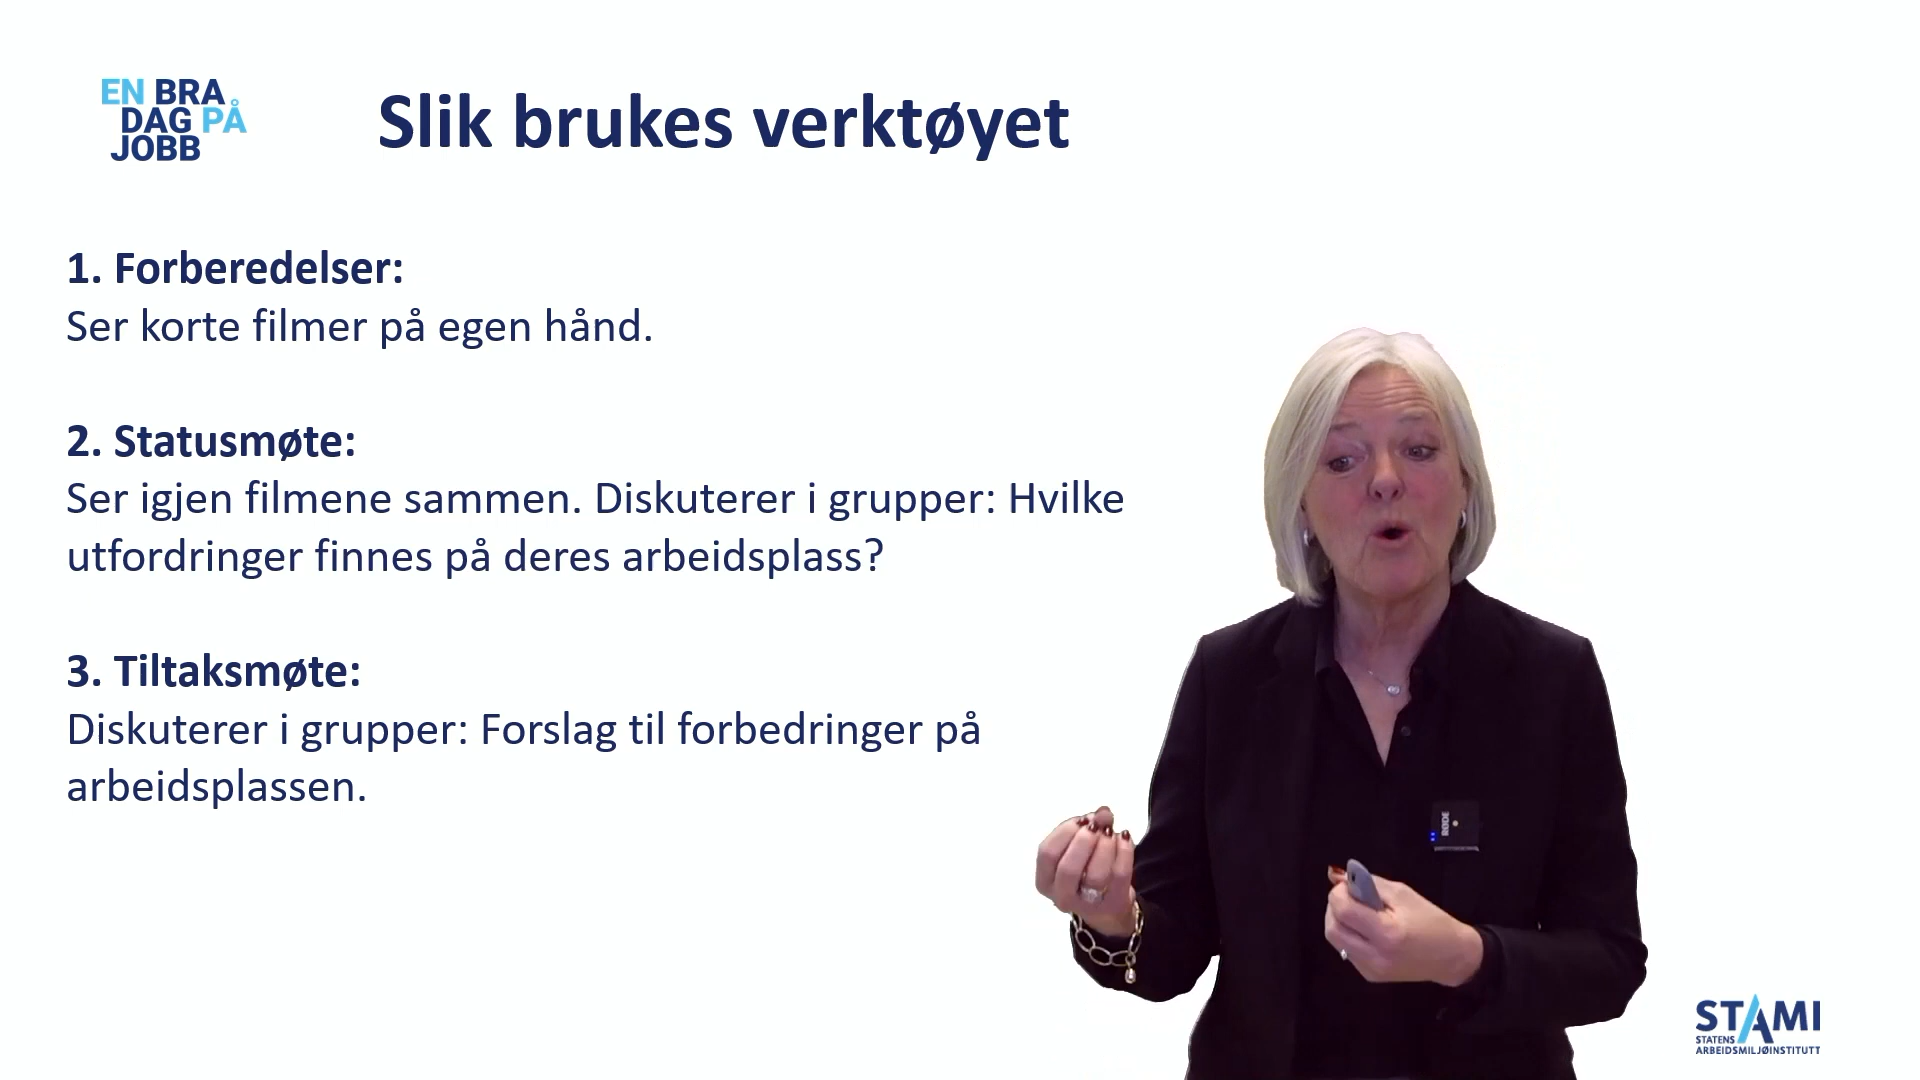 EN BRA
DAG PÅ
JOBB
Slik brukes verktøyet
1. Forberedelser:
Ser korte filmer på egen hånd.
2. Statusmøte:
Ser igjen filmene sammen. Diskuterer i grupper: Hvilke
utfordringer finnes på deres arbeidsplass?
3. Tiltaksmøte:
Diskuterer i grupper: Forslag til forbedringer på
arbeidsplassen.
RØDE
STAMI
STATENS
ARBEIDSMILJØINSTITUTT